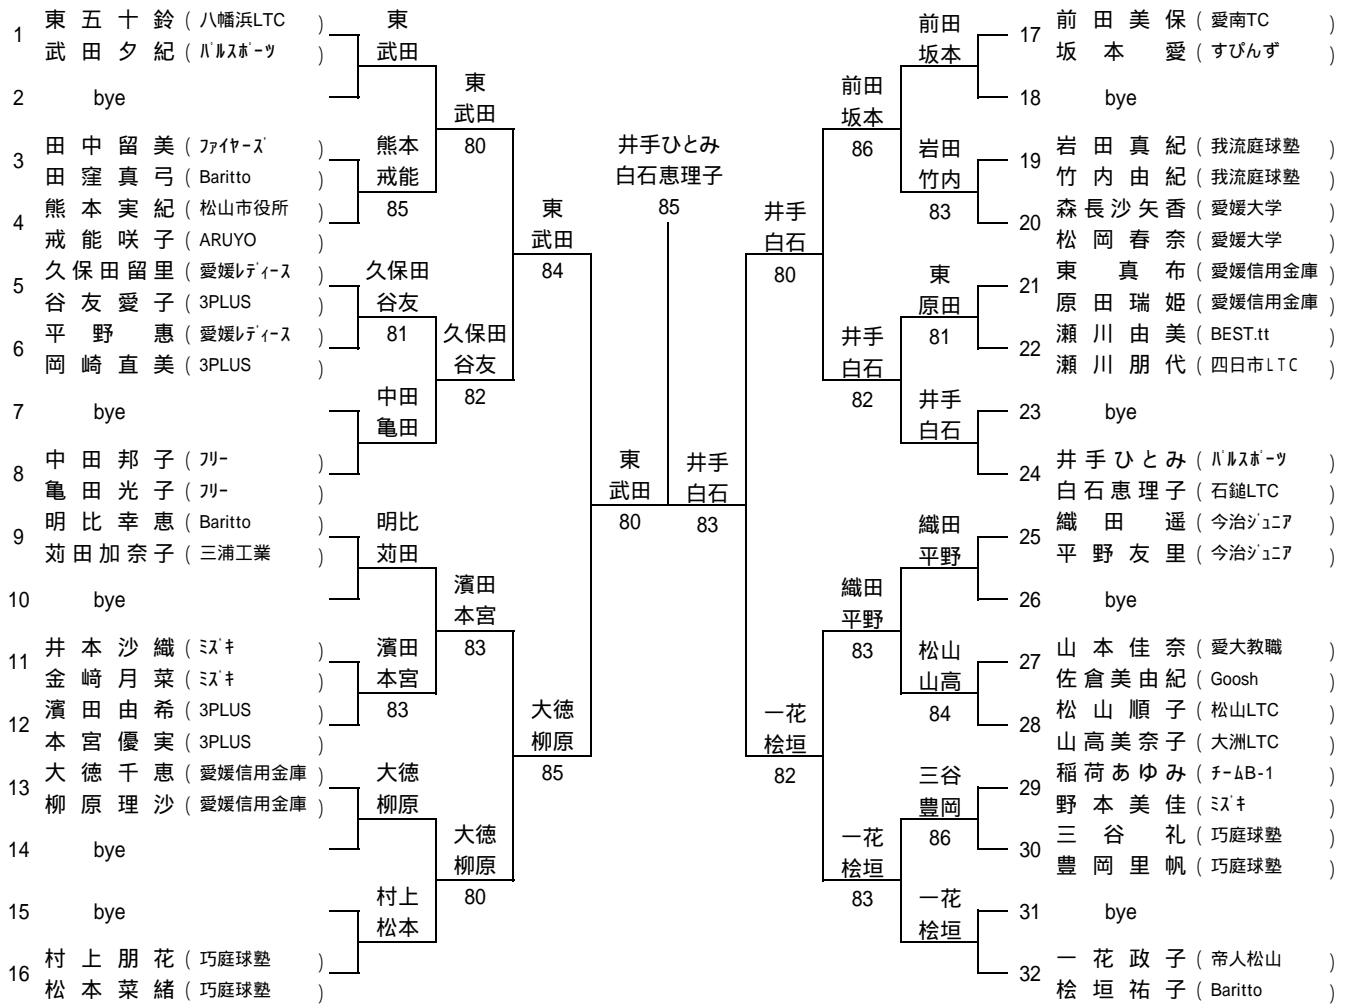 1 東 五 十 鈴 ( 八幡浜LTC )
武 田 夕 紀 ( パルスポーツ )
2 bye
3 田 中 留 美 ( ファイヤーズ )
田 窪 真 弓 ( Baritto )
4 熊 本 実 紀 ( 松山市役所 )
戒 能 咲 子 ( ARUYO )
5 久保田留里 ( 愛媛レディース )
谷 友 愛 子 ( 3PLUS )
6 平 野 惠 ( 愛媛レディース )
岡 崎 直 美 ( 3PLUS )
7 bye
8 中 田 邦 子 ( フリー )
亀 田 光 子 ( フリー )
9 明 比 幸 恵 ( Baritto )
苅田加奈子 ( 三浦工業 )
10 bye
11 井 本 沙 織 ( ミズキ )
金 﨑 月 菜 ( ミズキ )
12 濱 田 由 希 ( 3PLUS )
本 宮 優 実 ( 3PLUS )
13 大 徳 千 恵 ( 愛媛信用金庫 )
柳 原 理 沙 ( 愛媛信用金庫 )
14 bye
15 bye
16 村 上 朋 花 ( 巧庭球塾 )
松 本 菜 緒 ( 巧庭球塾 )
東
武田
熊本
戒能
85
久保田
谷友
81
中田
亀田
明比
苅田
濱田
本宮
83
大徳
柳原
村上
松本
東
武田
80
久保田
谷友
82
濱田
本宮
83
大徳
柳原
80
東
武田
84
大徳
柳原
85
東
武田
80
井手ひとみ
白石恵理子
85
井手
白石
83
井手
白石
80
一花
桧垣
82
前田
坂本
86
井手
白石
82
織田
平野
83
一花
桧垣
83
前田
坂本
岩田
竹内
83
東
原田
81
井手
白石
織田
平野
松山
山高
84
三谷
豊岡
86
一花
桧垣
17 前 田 美 保 ( 愛南TC )
坂 本 愛 ( すぴんず )
18 bye
19 岩 田 真 紀 ( 我流庭球塾 )
竹 内 由 紀 ( 我流庭球塾 )
20 森長沙矢香 ( 愛媛大学 )
松 岡 春 奈 ( 愛媛大学 )
21 東 真 布 ( 愛媛信用金庫 )
原 田 瑞 姫 ( 愛媛信用金庫 )
22 瀬 川 由 美 ( BEST.tt )
瀬 川 朋 代 ( 四日市LTC )
23 bye
24 井手ひとみ ( パルスポーツ )
白石恵理子 ( 石鎚LTC )
25 織 田 遥 ( 今治ジュニア )
平 野 友 里 ( 今治ジュニア )
26 bye
27 山 本 佳 奈 ( 愛大教職 )
佐倉美由紀 ( Goosh )
28 松 山 順 子 ( 松山LTC )
山高美奈子 ( 大洲LTC )
29 稲荷あゆみ ( チームB-1 )
野 本 美 佳 ( ミズキ )
30 三 谷 礼 ( 巧庭球塾 )
豊 岡 里 帆 ( 巧庭球塾 )
31 bye
32 一 花 政 子 ( 帝人松山 )
桧 垣 祐 子 ( Baritto )